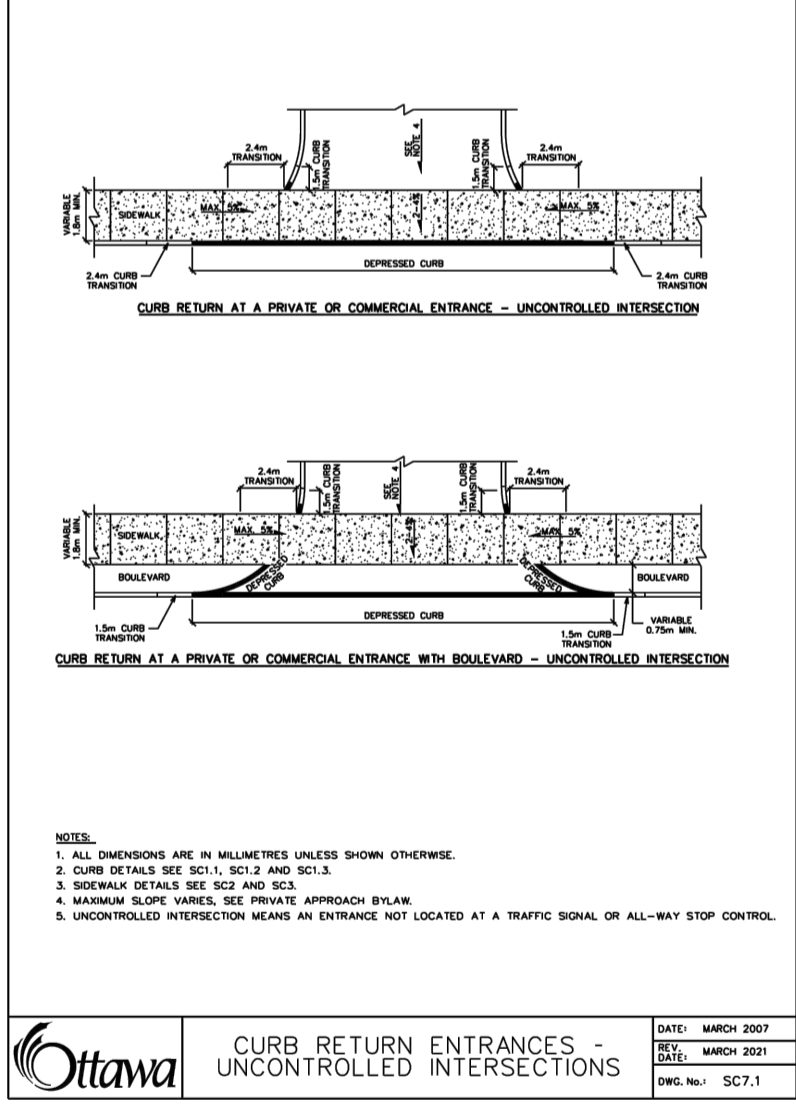 2.4m
TRANSITION
1.5m CURB
TRANSITION
SEE
NOTE 4
1.5m CURB
TRANSITION
2.4m
TRANSITION
VARIABLE
1.8m MIN.
SIDEWALK
MAX. 5%
2-4%
MAX. 5%
DEPRESSED CURB
2.4m CURB
TRANSITION
2.4m CURB
TRANSITION
CURB RETURN AT A PRIVATE OR COMMERCIAL ENTRANCE - UNCONTROLLED INTERSECTION
2.4m
TRANSITION
1.5m CURB
TRANSITION
SEE
NOTE 4
1.5m CURB
TRANSITION
2.4m
TRANSITION
VARIABLE
1.8m MIN.
SIDEWALK
MAX. 5%
2-4%
MAX. 5%
BOULEVARD
DEPRESSED
CURB
DEPRESSED
CURB
BOULEVARD
DEPRESSED CURB
1.5m CURB
TRANSITION
1.5m CURB
TRANSITION
VARIABLE
0.75m MIN.
CURB RETURN AT A PRIVATE OR COMMERCIAL ENTRANCE WITH BOULEVARD - UNCONTROLLED INTERSECTION
NOTES:
1. ALL DIMENSIONS ARE IN MILLIMETRES UNLESS SHOWN OTHERWISE.
2. CURB DETAILS SEE SC1.1, SC1.2 AND SC1.3.
3. SIDEWALK DETAILS SEE SC2 AND SC3.
4. MAXIMUM SLOPE VARIES, SEE PRIVATE APPROACH BYLAW.
5. UNCONTROLLED INTERSECTION MEANS AN ENTRANCE NOT LOCATED AT A TRAFFIC SIGNAL OR ALL-WAY STOP CONTROL.
Ottawa
CURB RETURN ENTRANCES -
UNCONTROLLED INTERSECTIONS
DATE: MARCH 2007
REV.
DATE: MARCH 2021
DWG. No.: SC7.1